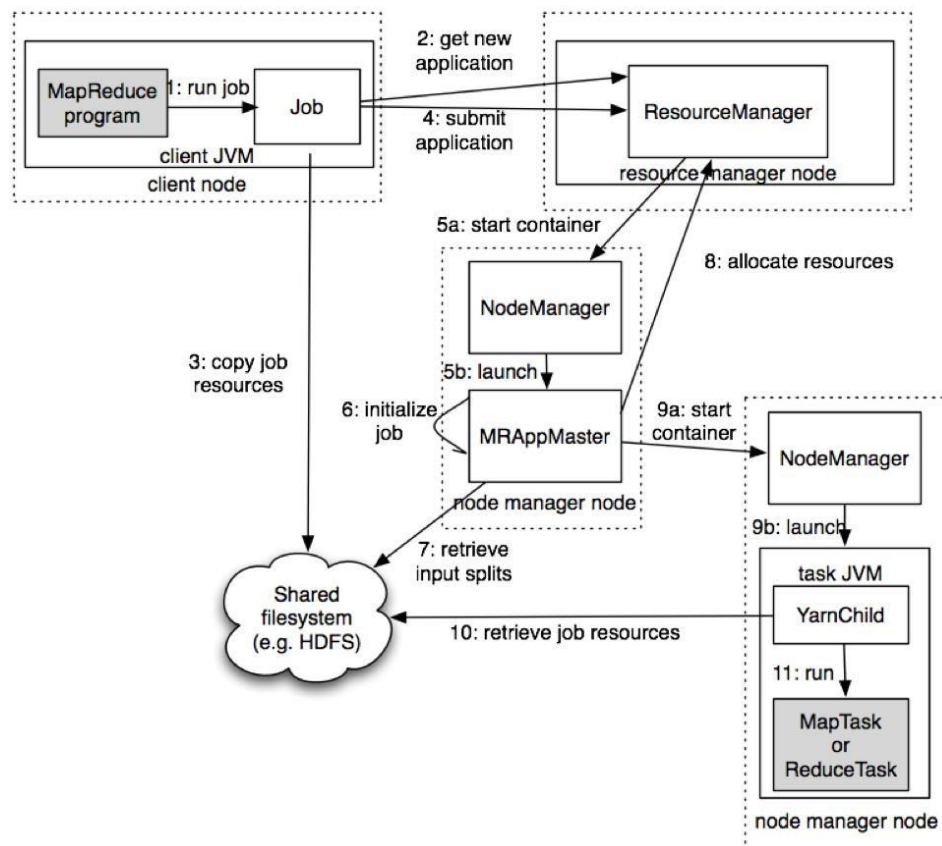 MapReduce
program
1: run job
Job
client JVM
client node
2: get new
application
4: submit
application
ResourceManager
resource manager node
5a: start container
8: allocate resources
NodeManager
3: copy job
resources
5b: launch
6: initialize
job
MRAppMaster
9a: start
container
node manager node
NodeManager
7: retrieve
input splits
9b: launch
task JVM
Shared
filesystem
(e.g. HDFS)
YarnChild
10: retrieve job resources
11: run
MapTask
or
ReduceTask
node manager node